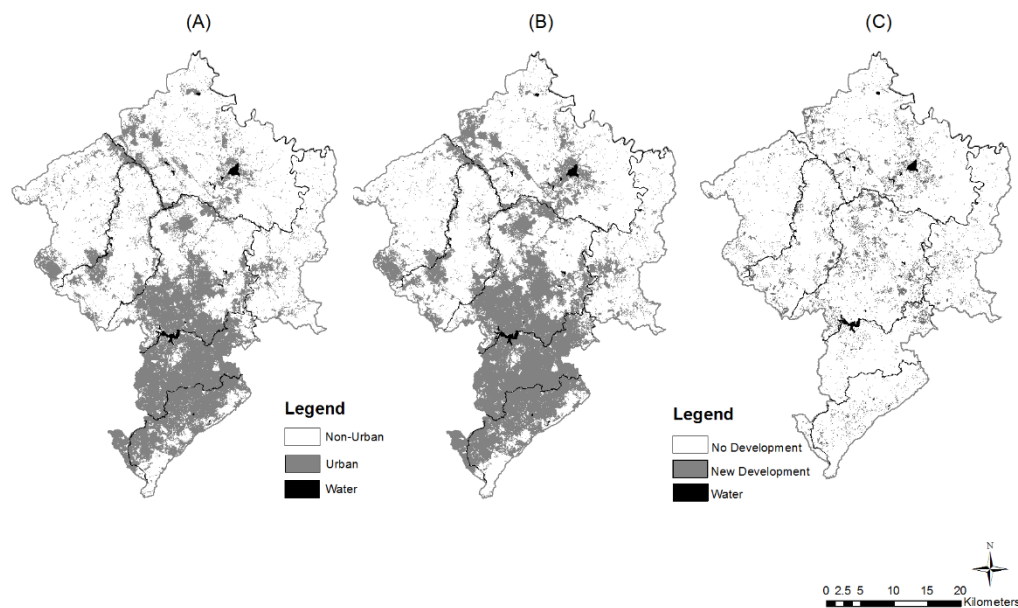 (A)
(B)
(C)
Legend
Non-Urban
Urban
Water
Legend
No Development
New Development
Water
N
0 2.5 5 10 15 20
Kilometers